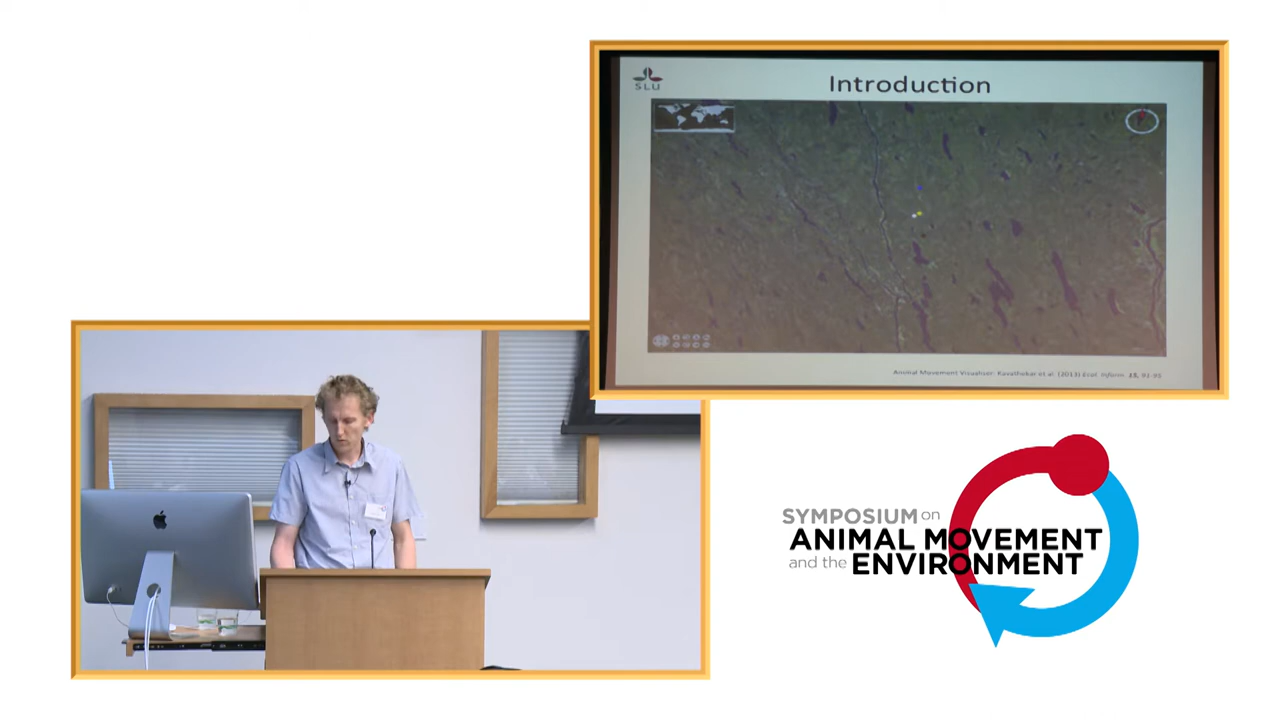 SLU
Introduction
Animal Movement Visualiser: Kavathekar et al. (2013) Ecol. Inform. 15, 91-95
SYMPOSIUM on
ANIMAL MOVEMENT
and the ENVIRONMENT